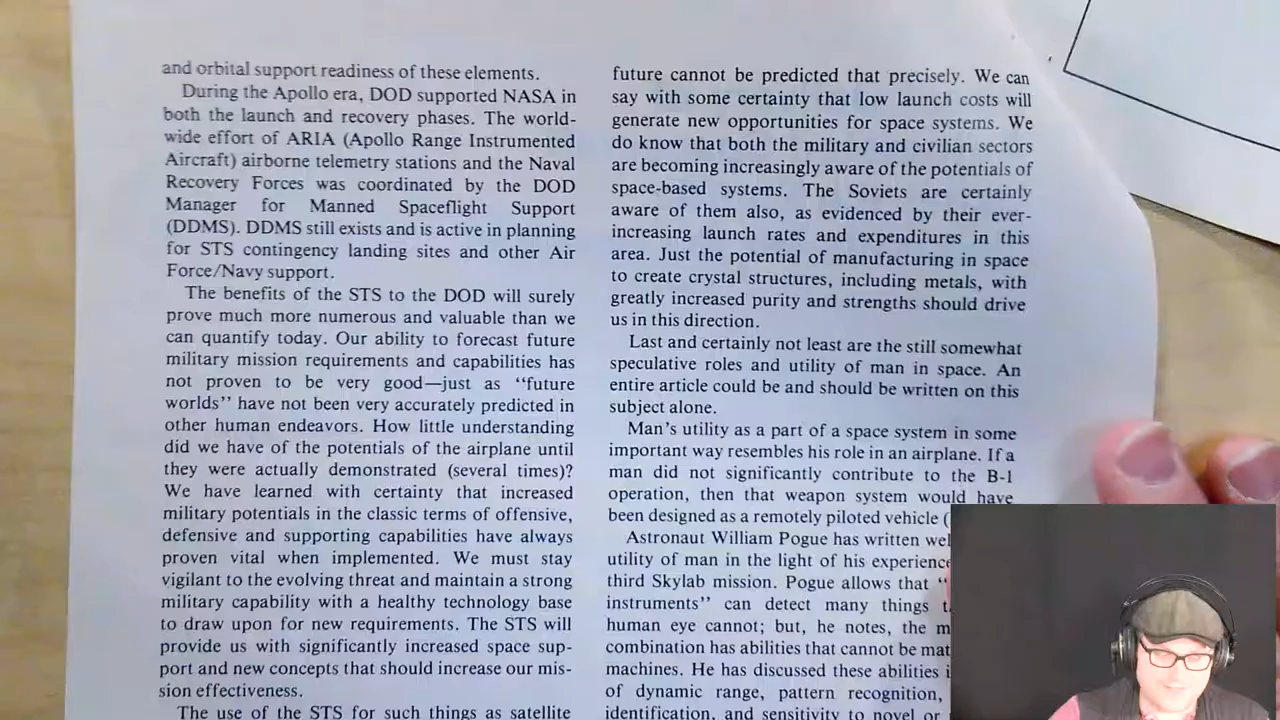 and orbital support readiness of these elements.
During the Apollo era, DOD supported NASA in
both the launch and recovery phases. The world-
wide effort of ARIA (Apollo Range Instrumented
Aircraft) airborne telemetry stations and the Naval
Recovery Forces was coordinated by the DOD
Manager for Manned Spaceflight Support
(DDMS). DDMS still exists and is active in planning
for STS contingency landing sites and other Air
Force/Navy support.
The benefits of the STS to the DOD will surely
prove much more numerous and valuable than we
can quantify today. Our ability to forecast future
military mission requirements and capabilities has
not proven to be very good—just as ‘‘future
worlds’’ have not been very accurately predicted in
other human endeavors. How little understanding
did we have of the potentials of the airplane until
they were actually demonstrated (several times)?
We have learned with certainty that increased
military potentials in the classic terms of offensive,
defensive and supporting capabilities have always
proven vital when implemented. We must stay
vigilant to the evolving threat and maintain a strong
military capability with a healthy technology base
to draw upon for new requirements. The STS will
provide us with significantly increased space sup-
port and new concepts that should increase our mis-
sion effectiveness.
The use of the STS for such things as satellite
future cannot be predicted that precisely. We can
say with some certainty that low launch costs will
generate new opportunities for space systems. We
do know that both the military and civilian sectors
are becoming increasingly aware of the potentials of
space-based systems. The Soviets are certainly
aware of them also, as evidenced by their ever-
increasing launch rates and expenditures in this
area. Just the potential of manufacturing in space
to create crystal structures, including metals, with
greatly increased purity and strengths should drive
us in this direction.
Last and certainly not least are the still somewhat
speculative roles and utility of man in space. An
entire article could be and should be written on this
subject alone.
Man's utility as a part of a space system in some
important way resembles his role in an airplane. If a
man did not significantly contribute to the B-1
operation, then that weapon system would have
been designed as a remotely piloted vehicle (
Astronaut William Pogue has written
utility of man in the light of his
third Skylab mission. Pogue allows that ‘‘
instruments’’ can detect many things
human eye cannot; but, he notes, the
combination has abilities that cannot be
machines. He has discussed these abilities
of dynamic range, pattern recognition,
identification, and sensitivity to novel or